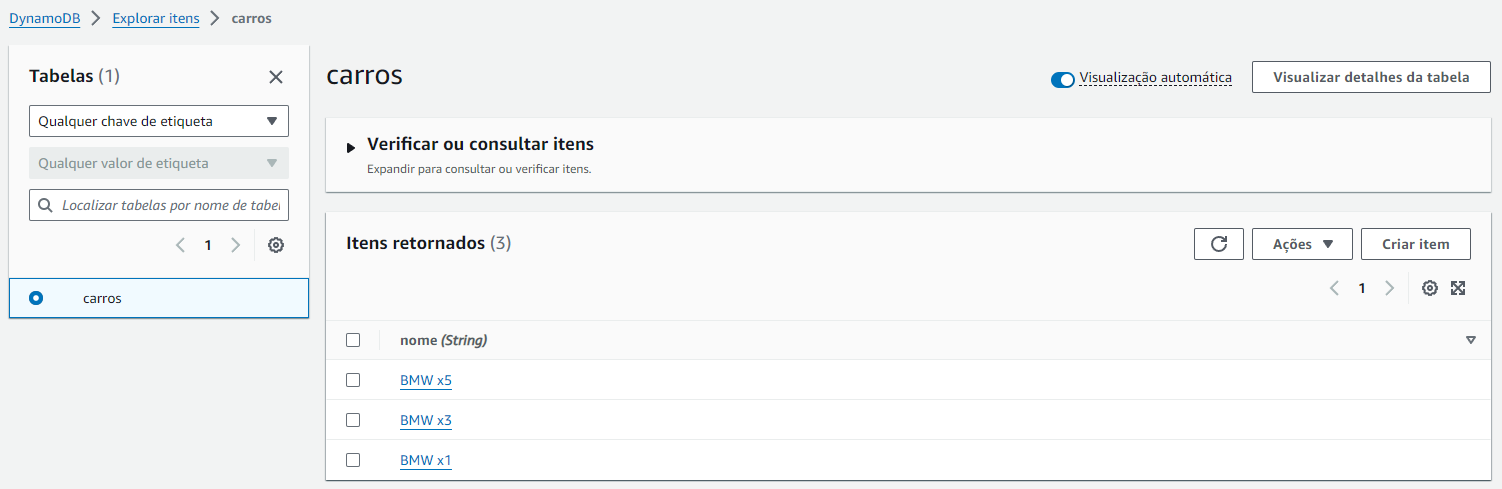 DynamoDB > Explorar itens > carros
Tabelas (1)
Qualquer chave de etiqueta
Qualquer valor de etiqueta
Localizar tabelas por nome de tabel
1
carros
carros
Visualização automática
Visualizar detalhes da tabela
Verificar ou consultar itens
Expandir para consultar ou verificar itens.
Itens retornados (3)
Ações
Criar item
1
nome (String)
BMW x5
BMW x3
BMW x1